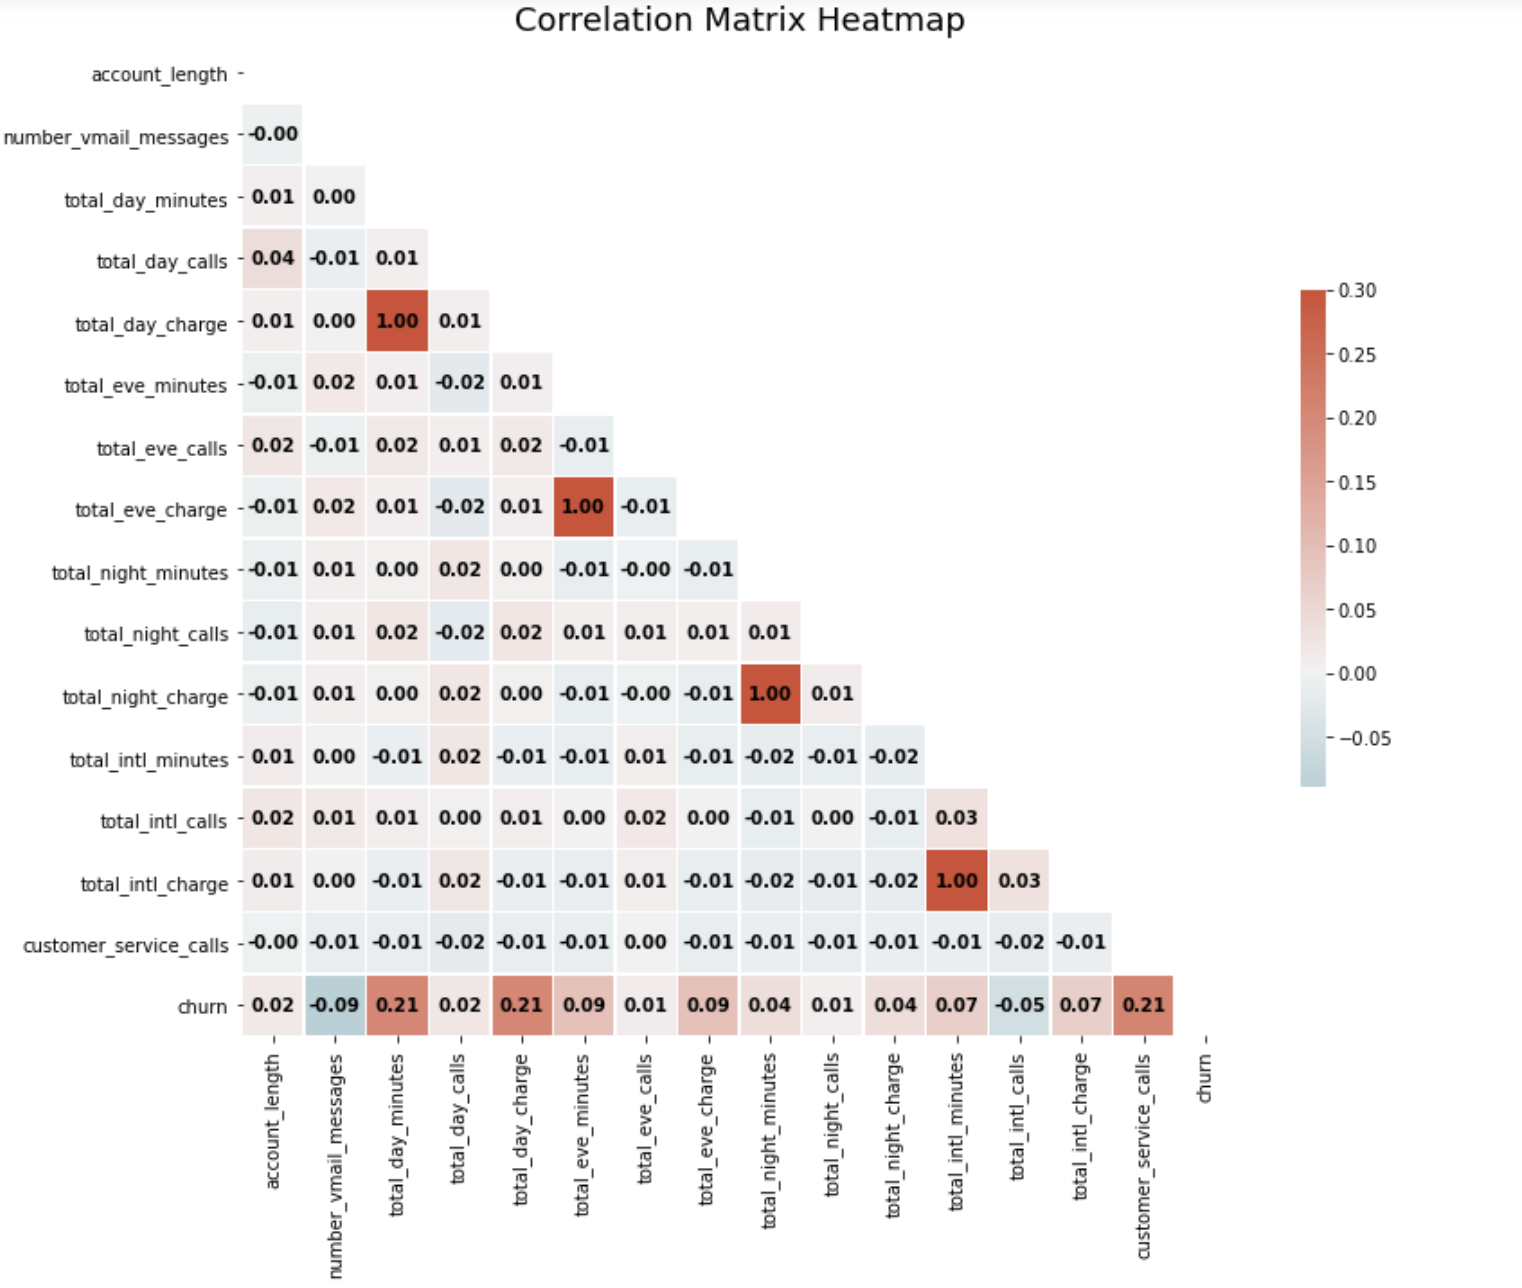 Correlation Matrix Heatmap
account_length
number_vmail_messages -0.00
total_day_minutes 0.01 0.00
total_day_calls 0.04 -0.01 0.01
total_day_charge 0.01 0.00 1.00 0.01
total_eve_minutes -0.01 0.02 0.01 -0.02 0.01
total_eve_calls 0.02 -0.01 0.02 0.01 0.02 -0.01
total_eve_charge -0.01 0.02 0.01 -0.02 0.01 1.00 -0.01
total_night_minutes -0.01 0.01 0.00 0.02 0.00 -0.01 -0.00 -0.01
total_night_calls -0.01 0.01 0.02 -0.02 0.02 0.01 0.01 0.01 0.01
total_night_charge -0.01 0.01 0.00 0.02 0.00 -0.01 -0.00 -0.01 1.00 0.01
total_intl_minutes 0.01 0.00 -0.01 0.02 -0.01 -0.01 0.01 -0.01 -0.02 -0.01 -0.02
total_intl_calls 0.02 0.01 0.01 0.00 0.01 0.00 0.02 0.00 -0.01 0.00 -0.01 0.03
total_intl_charge 0.01 0.00 -0.01 0.02 -0.01 -0.01 0.01 -0.01 -0.02 -0.01 -0.02 1.00 0.03
customer_service_calls -0.00 -0.01 -0.01 -0.02 -0.01 -0.01 0.00 -0.01 -0.01 -0.01 -0.01 -0.01 -0.02 -0.01
churn 0.02 -0.09 0.21 0.02 0.21 0.09 0.01 0.09 0.04 0.01 0.04 0.07 -0.05 0.07 0.21
account_length
number_vmail_messages
total_day_minutes
total_day_calls
total_day_charge
total_eve_minutes
total_eve_calls
total_eve_charge
total_night_minutes
total_night_calls
total_night_charge
total_intl_minutes
total_intl_calls
total_intl_charge
customer_service_calls
churn
0.30
0.25
0.20
0.15
0.10
0.05
0.00
−0.05